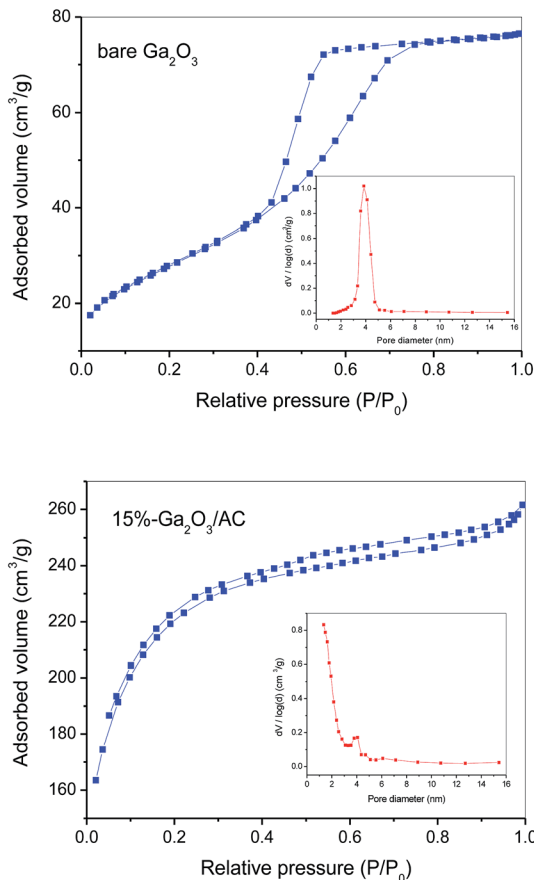 bare Ga₂O₃
Adsorbed volume (cm³/g)
80
60
40
20
0.0 0.2 0.4 0.6 0.8 1.0
Relative pressure (P/P₀)
dV / log(d) (cm³/g)
1.0
0.8
0.6
0.4
0.2
0.0
0 2 4 6 8 10 12 14 16
Pore diameter (nm)
15%-Ga₂O₃/AC
Adsorbed volume (cm³/g)
260
240
220
200
180
160
0.0 0.2 0.4 0.6 0.8 1.0
Relative pressure (P/P₀)
dV / log(d) (cm³/g)
0.8
0.6
0.4
0.2
0.0
0 2 4 6 8 10 12 14 16
Pore diameter (nm)